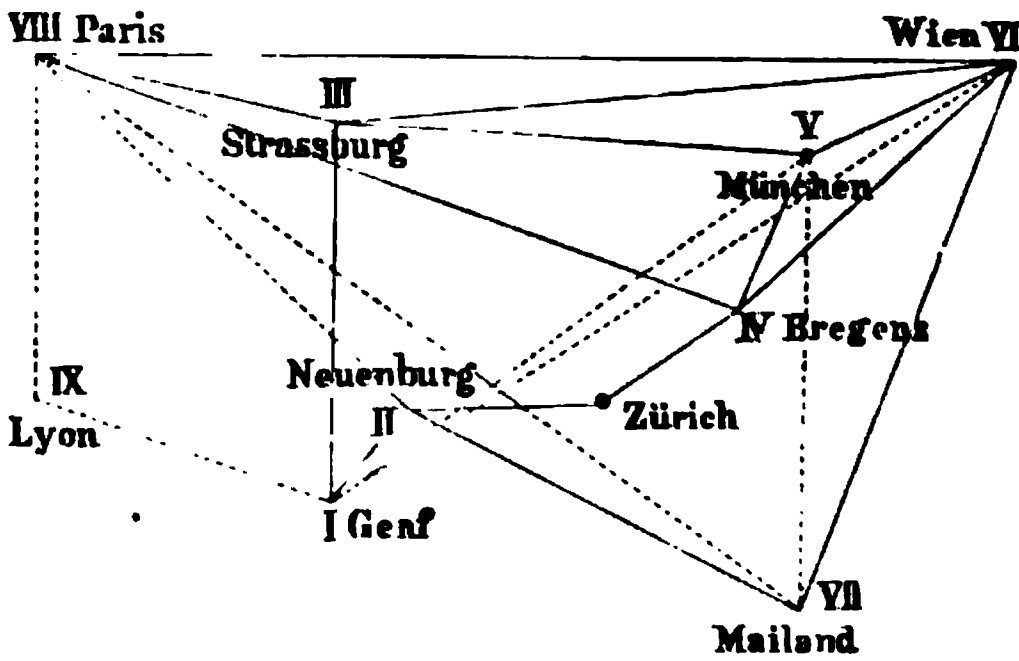 VIII Paris
Wien VI
III
Strassburg
V
München
IV Bregenz
Neuenburg
IX
II
Zürich
Lyon
I Genf
VII
Mailand